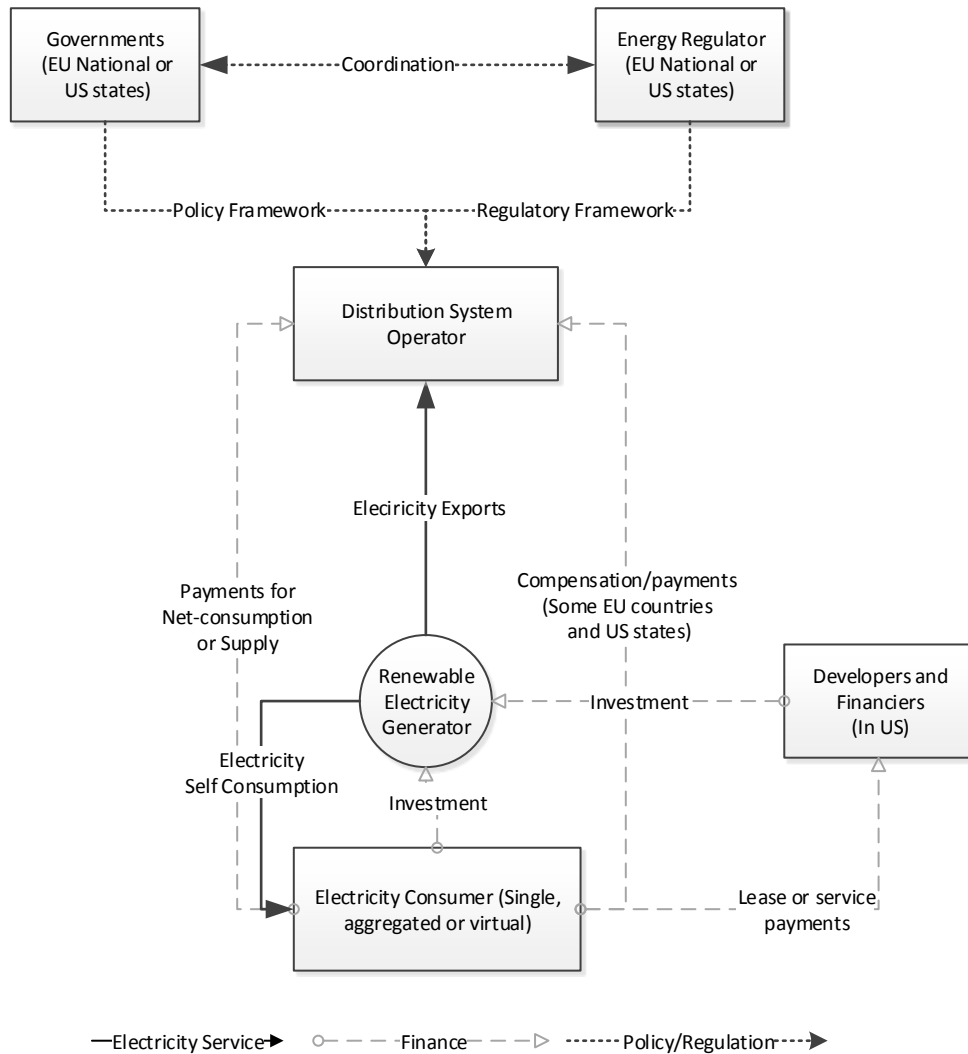 Governments
(EU National or
US states)
Coordination
Energy Regulator
(EU National or
US states)
Policy Framework
Regulatory Framework
Distribution System
Operator
Eleciricity Exports
Payments for
Net-consumption
or Supply
Compensation/payments
(Some EU countries
and US states)
Renewable
Electricity
Generator
Investment
Developers and
Financiers
(In US)
Electricity
Self Consumption
Investment
Electricity Consumer (Single,
aggregated or virtual)
Lease or service
payments
Electricity Service
Finance
Policy/Regulation